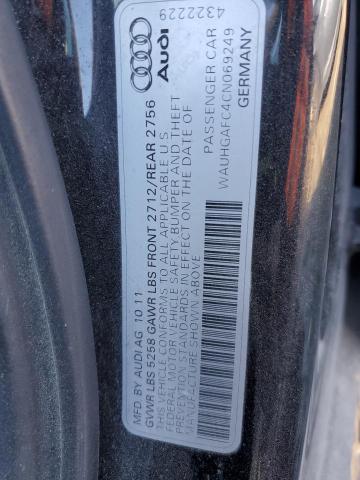 4322229
Audi
MFD.BY AUDI AG 10 11
GVWR LBS 5258 GAWR LBS FRONT 2712/REAR 2756
THIS VEHICLE CONFORMS TO ALL APPLICABLE U S
FEDERAL MOTOR VEHICLE SAFETY BUMPER AND THEFT
PREVENTION STANDARDS IN EFFECT ON THE DATE OF
MANUFACTURE SHOWN ABOVE
PASSENGER CAR
WAUHGAFC4CN069249
GERMANY